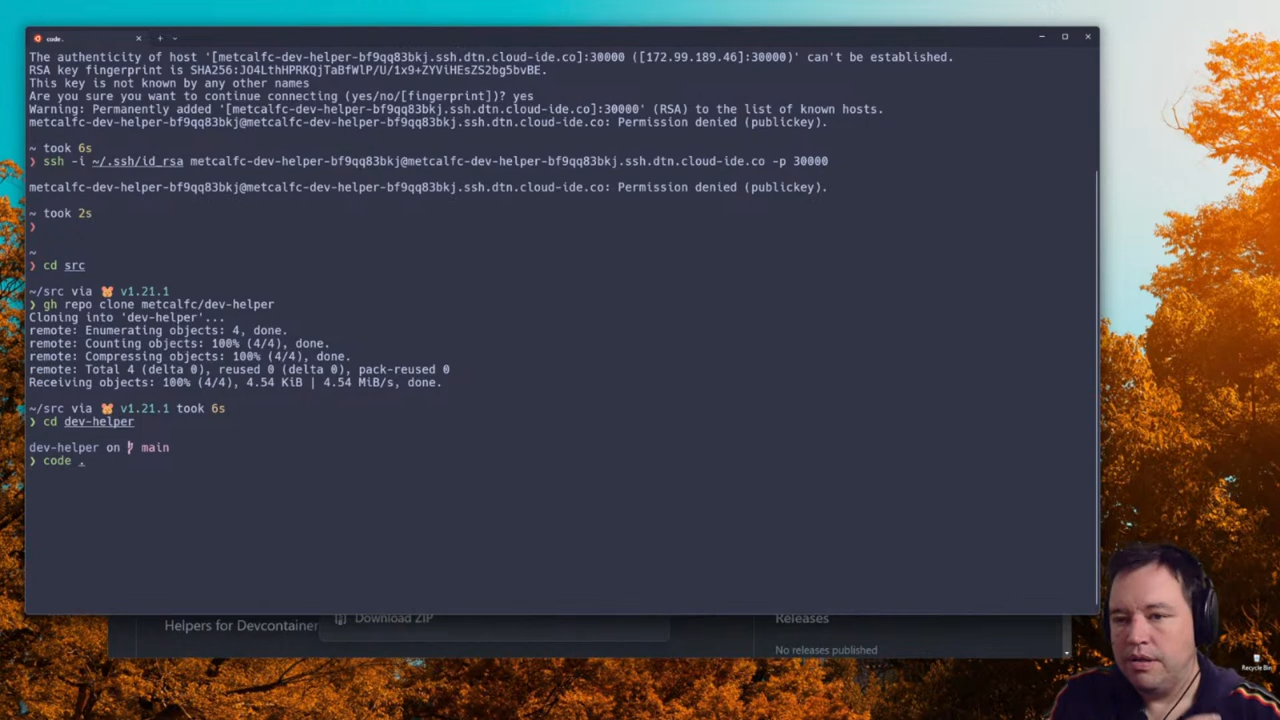 code .
The authenticity of host '[metcalfc-dev-helper-bf9qq83bkj.ssh.dtn.cloud-ide.co]:30000 ([172.99.189.46]:30000)' can't be established.
RSA key fingerprint is SHA256:JO4LthHPRKQjTaBfWlP/U/1x9+ZYViHEsZS2bg5bvBE.
This key is not known by any other names
Are you sure you want to continue connecting (yes/no/[fingerprint])? yes
Warning: Permanently added '[metcalfc-dev-helper-bf9qq83bkj.ssh.dtn.cloud-ide.co]:30000' (RSA) to the list of known hosts.
metcalfc-dev-helper-bf9qq83bkj@metcalfc-dev-helper-bf9qq83bkj.ssh.dtn.cloud-ide.co: Permission denied (publickey).
~ took 6s
❯ ssh -i ~/.ssh/id_rsa metcalfc-dev-helper-bf9qq83bkj@metcalfc-dev-helper-bf9qq83bkj.ssh.dtn.cloud-ide.co -p 30000
metcalfc-dev-helper-bf9qq83bkj@metcalfc-dev-helper-bf9qq83bkj.ssh.dtn.cloud-ide.co: Permission denied (publickey).
~ took 2s
❯
~
❯ cd src
~/src via 🐹 v1.21.1
❯ gh repo clone metcalfc/dev-helper
Cloning into 'dev-helper'...
remote: Enumerating objects: 4, done.
remote: Counting objects: 100% (4/4), done.
remote: Compressing objects: 100% (4/4), done.
remote: Total 4 (delta 0), reused 0 (delta 0), pack-reused 0
Receiving objects: 100% (4/4), 4.54 KiB | 4.54 MiB/s, done.
~/src via 🐹 v1.21.1 took 6s
❯ cd dev-helper
dev-helper on main
❯ code .
Helpers for Devcontainer
Download ZIP
Releases
No releases published
Recycle Bin